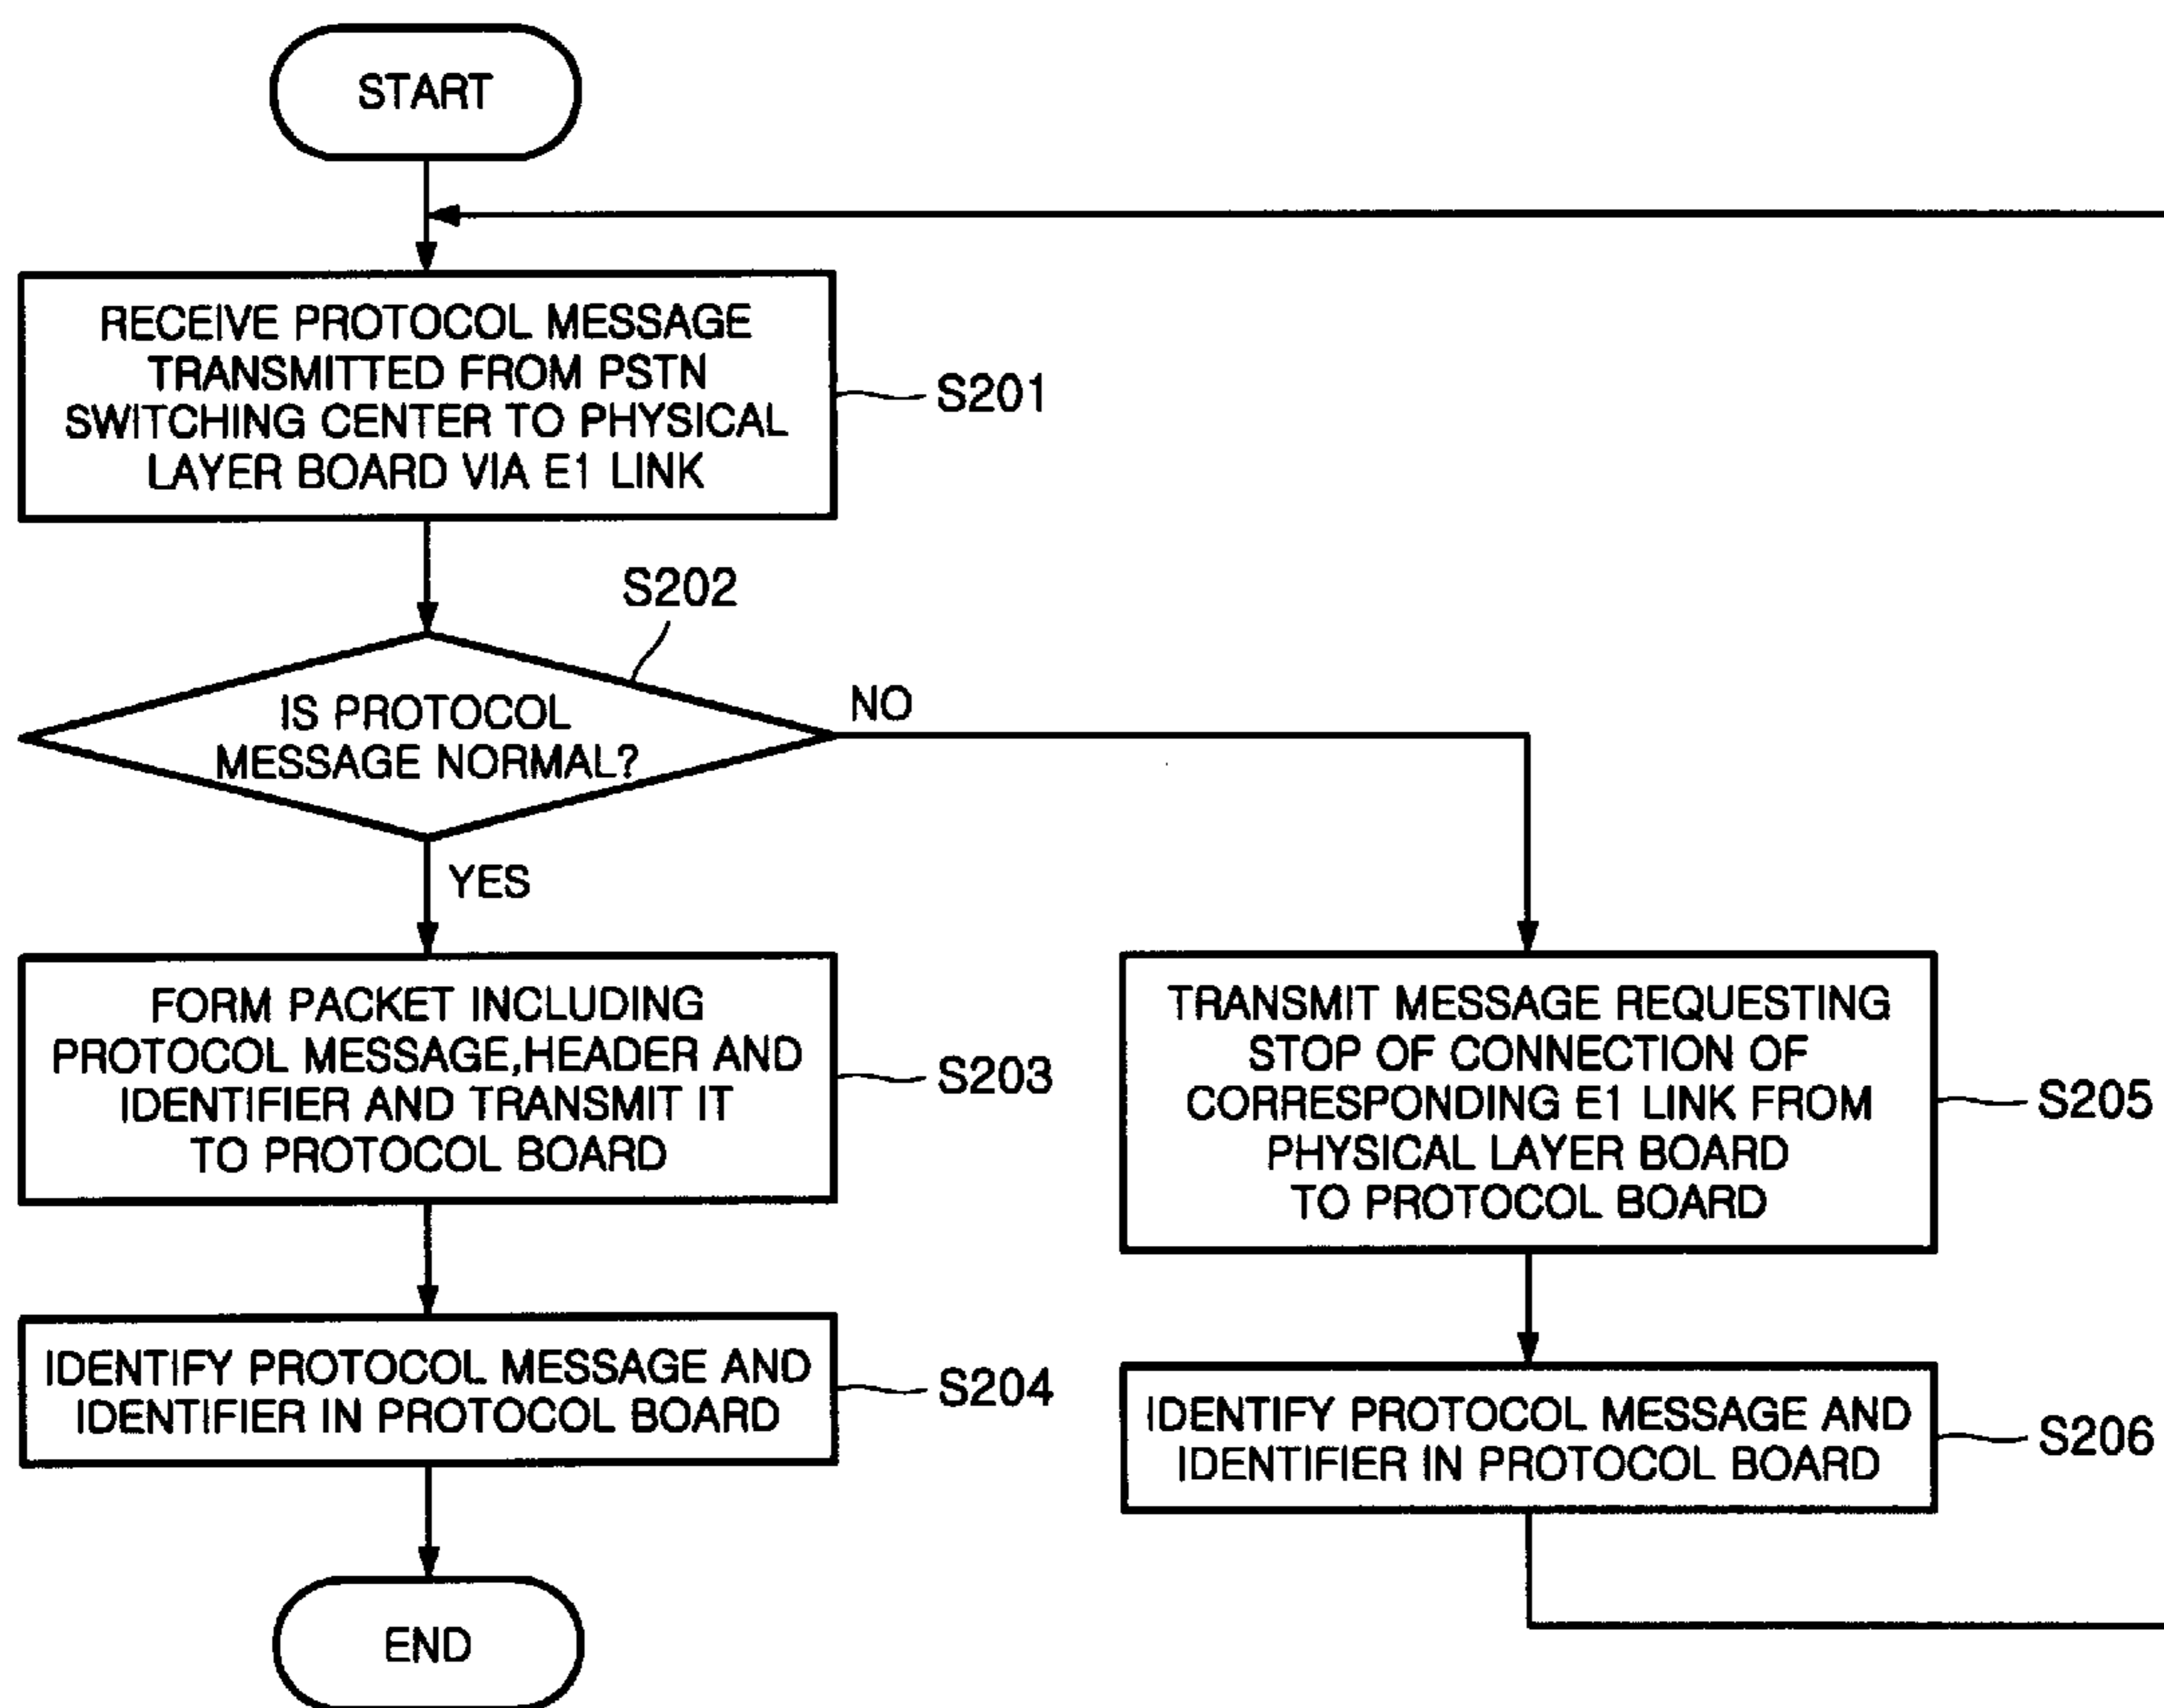 START
RECEIVE PROTOCOL MESSAGE
TRANSMITTED FROM PSTN
SWITCHING CENTER TO PHYSICAL
LAYER BOARD VIA E1 LINK
S201
S202
IS PROTOCOL
MESSAGE NORMAL?
NO
YES
FORM PACKET INCLUDING
PROTOCOL MESSAGE,HEADER AND
IDENTIFIER AND TRANSMIT IT
TO PROTOCOL BOARD
S203
TRANSMIT MESSAGE REQUESTING
STOP OF CONNECTION OF
CORRESPONDING E1 LINK FROM
PHYSICAL LAYER BOARD
TO PROTOCOL BOARD
S205
IDENTIFY PROTOCOL MESSAGE AND
IDENTIFIER IN PROTOCOL BOARD
S204
IDENTIFY PROTOCOL MESSAGE AND
IDENTIFIER IN PROTOCOL BOARD
S206
END